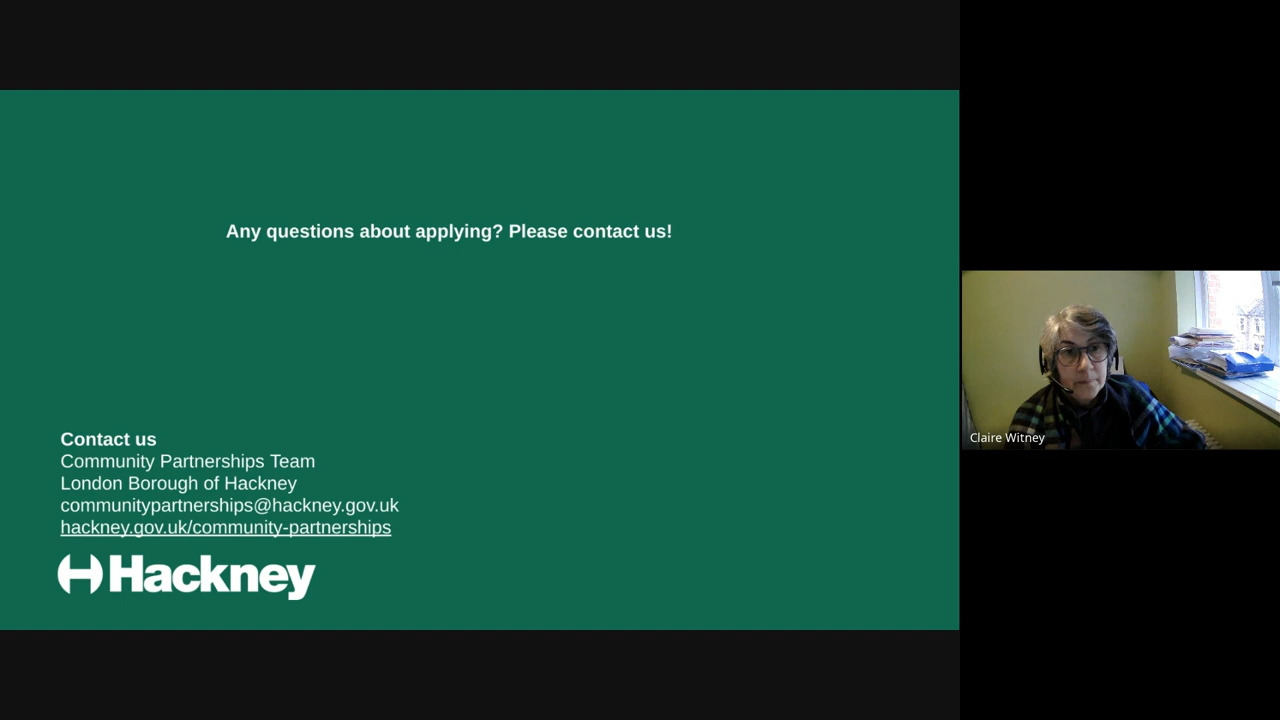 Any questions about applying? Please contact us!
Contact us
Community Partnerships Team
London Borough of Hackney
communitypartnerships@hackney.gov.uk
hackney.gov.uk/community-partnerships
Hackney
Claire Witney